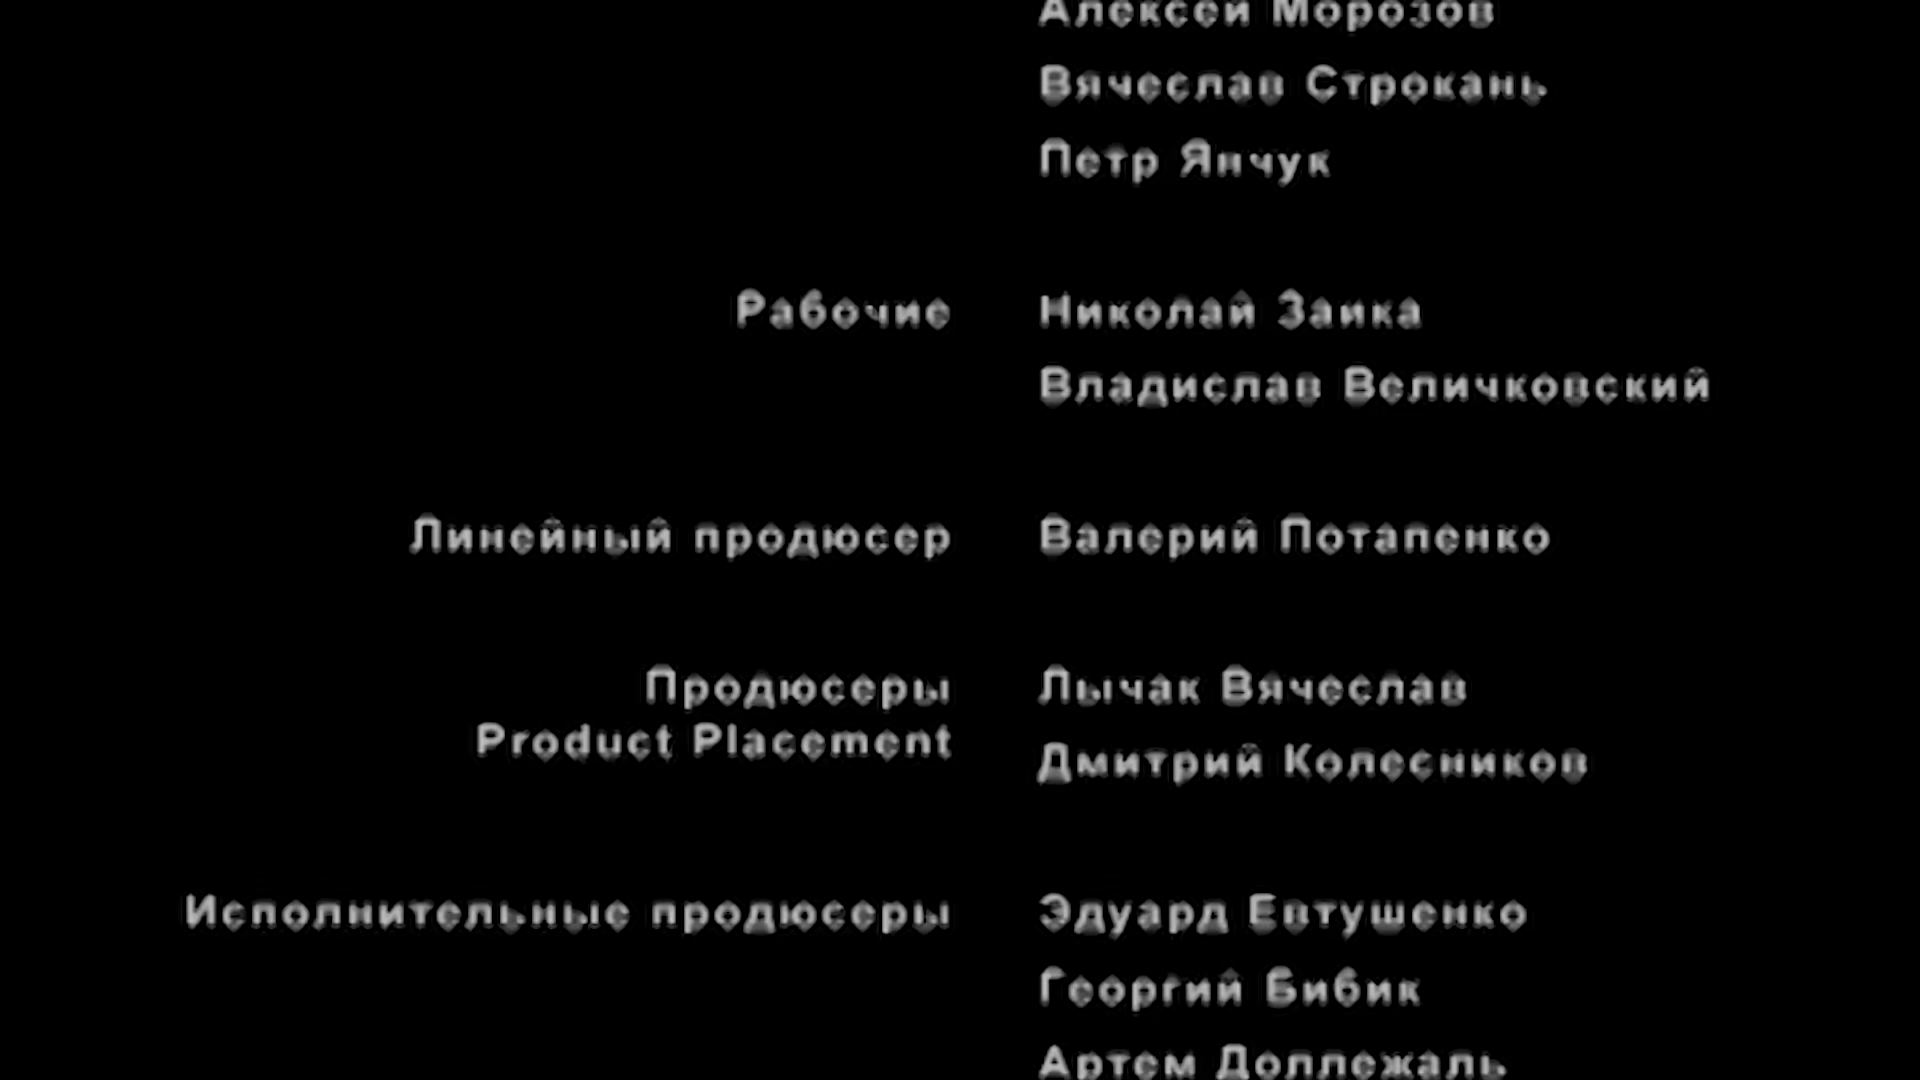 Алексей Морозов
Вячеслав Строкань
Петр Янчук
Рабочие Николай Заика
Владислав Величковский
Линейный продюсер Валерий Потапенко
Продюсеры Лычак Вячеслав
Product Placement
Дмитрий Колесников
Исполнительные продюсеры Эдуард Евтушенко
Георгий Бибик
Артем Доллежаль